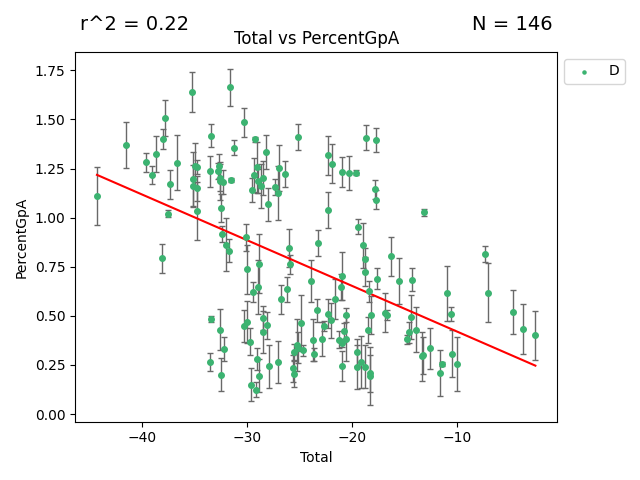 r^2 = 0.22
N = 146
Total vs PercentGpA
D
PercentGpA
1.75
1.50
1.25
1.00
0.75
0.50
0.25
0.00
−40
−30
−20
−10
Total